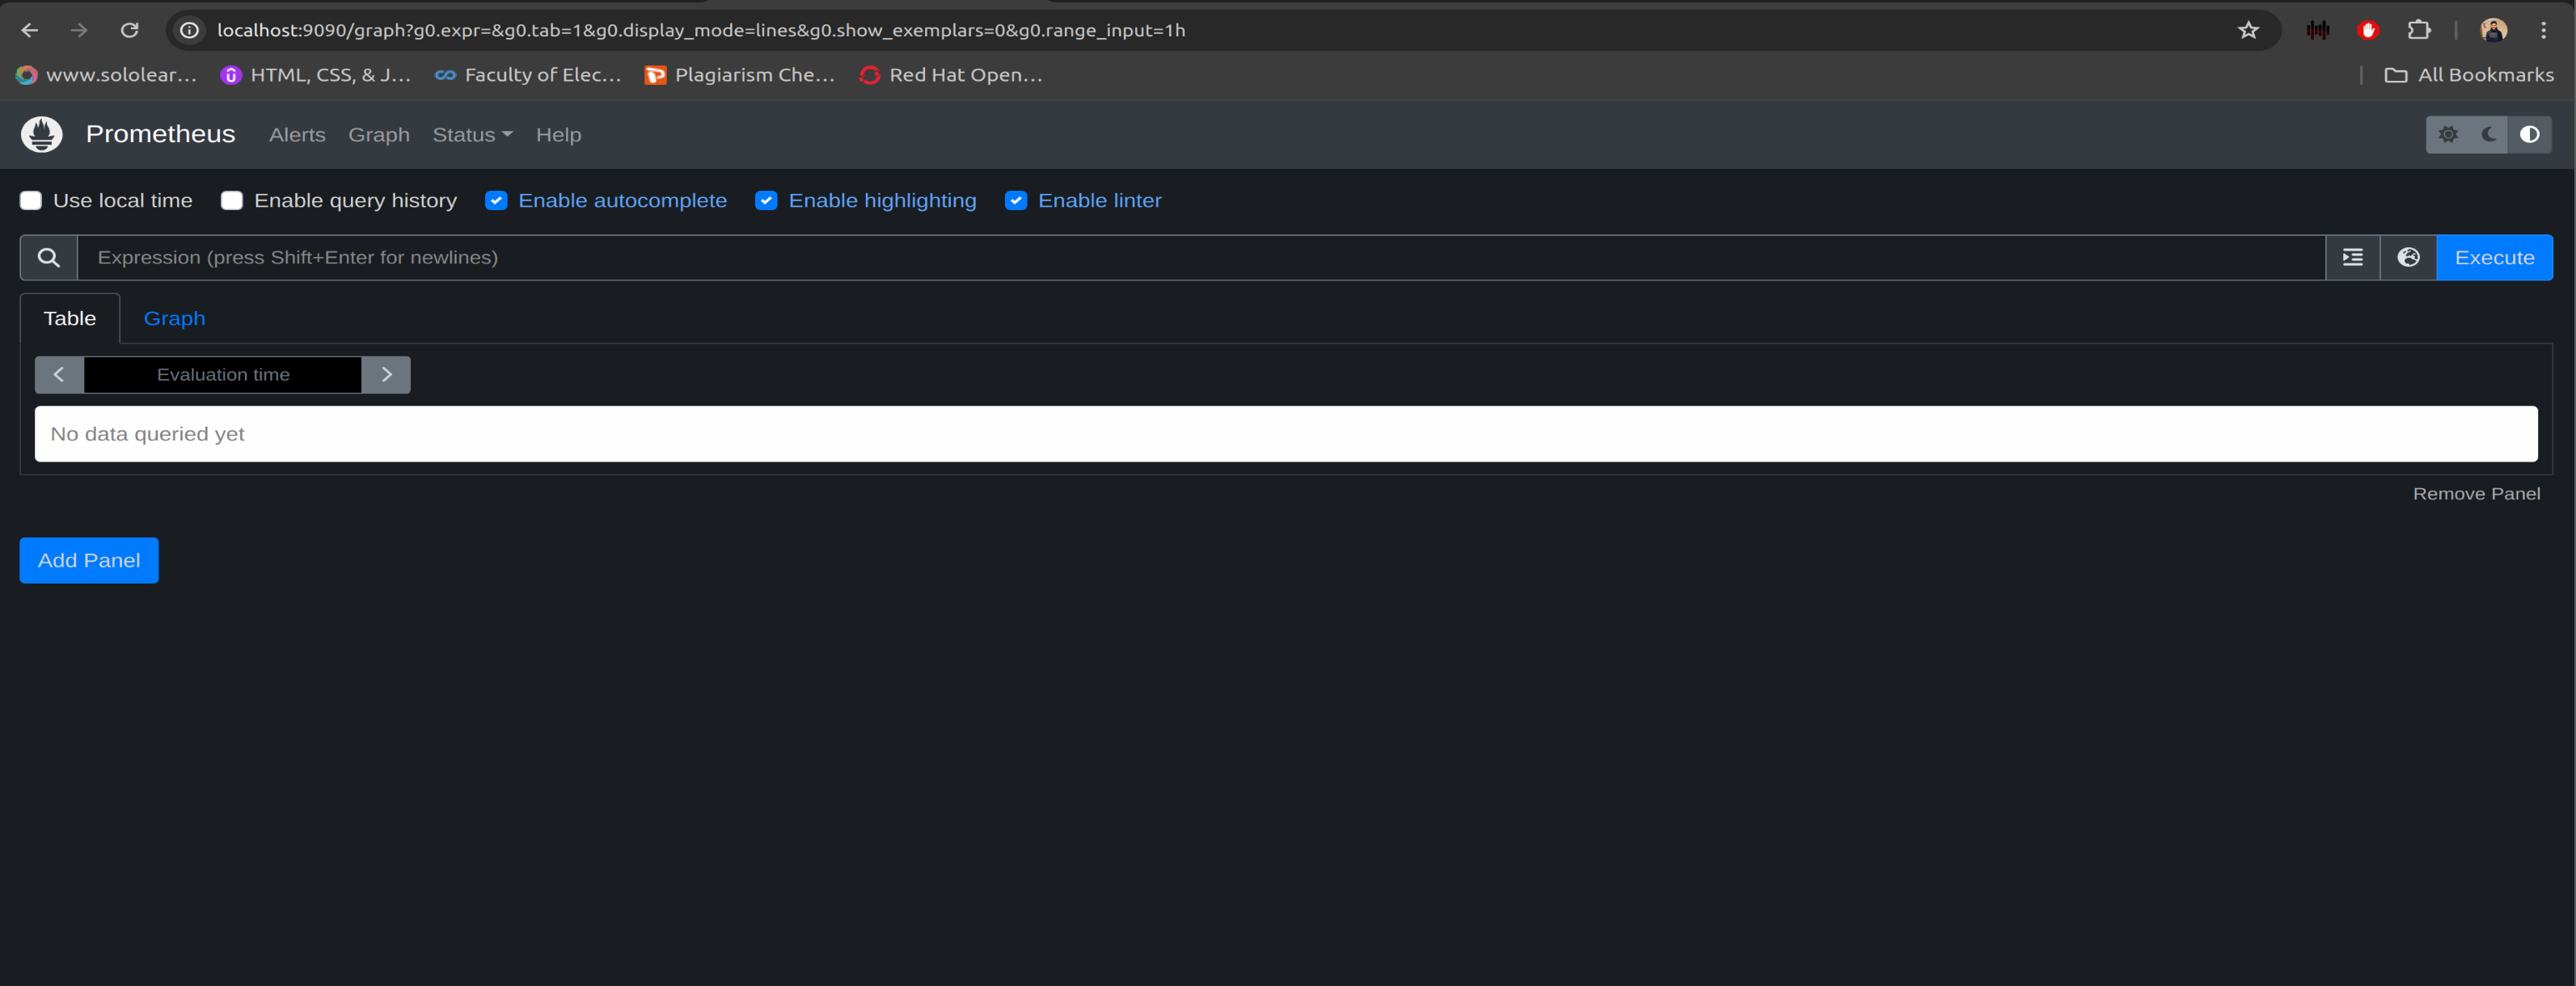 localhost:9090/graph?g0.expr=&g0.tab=1&g0.display_mode=lines&g0.show_exemplars=0&g0.range_input=1h
www.sololear... HTML, CSS, & J... Faculty of Elec... Plagiarism Che... Red Hat Open... All Bookmarks
Prometheus Alerts Graph Status Help
Use local time Enable query history Enable autocomplete Enable highlighting Enable linter
Expression (press Shift+Enter for newlines) Execute
Table Graph
Evaluation time
No data queried yet
Remove Panel
Add Panel